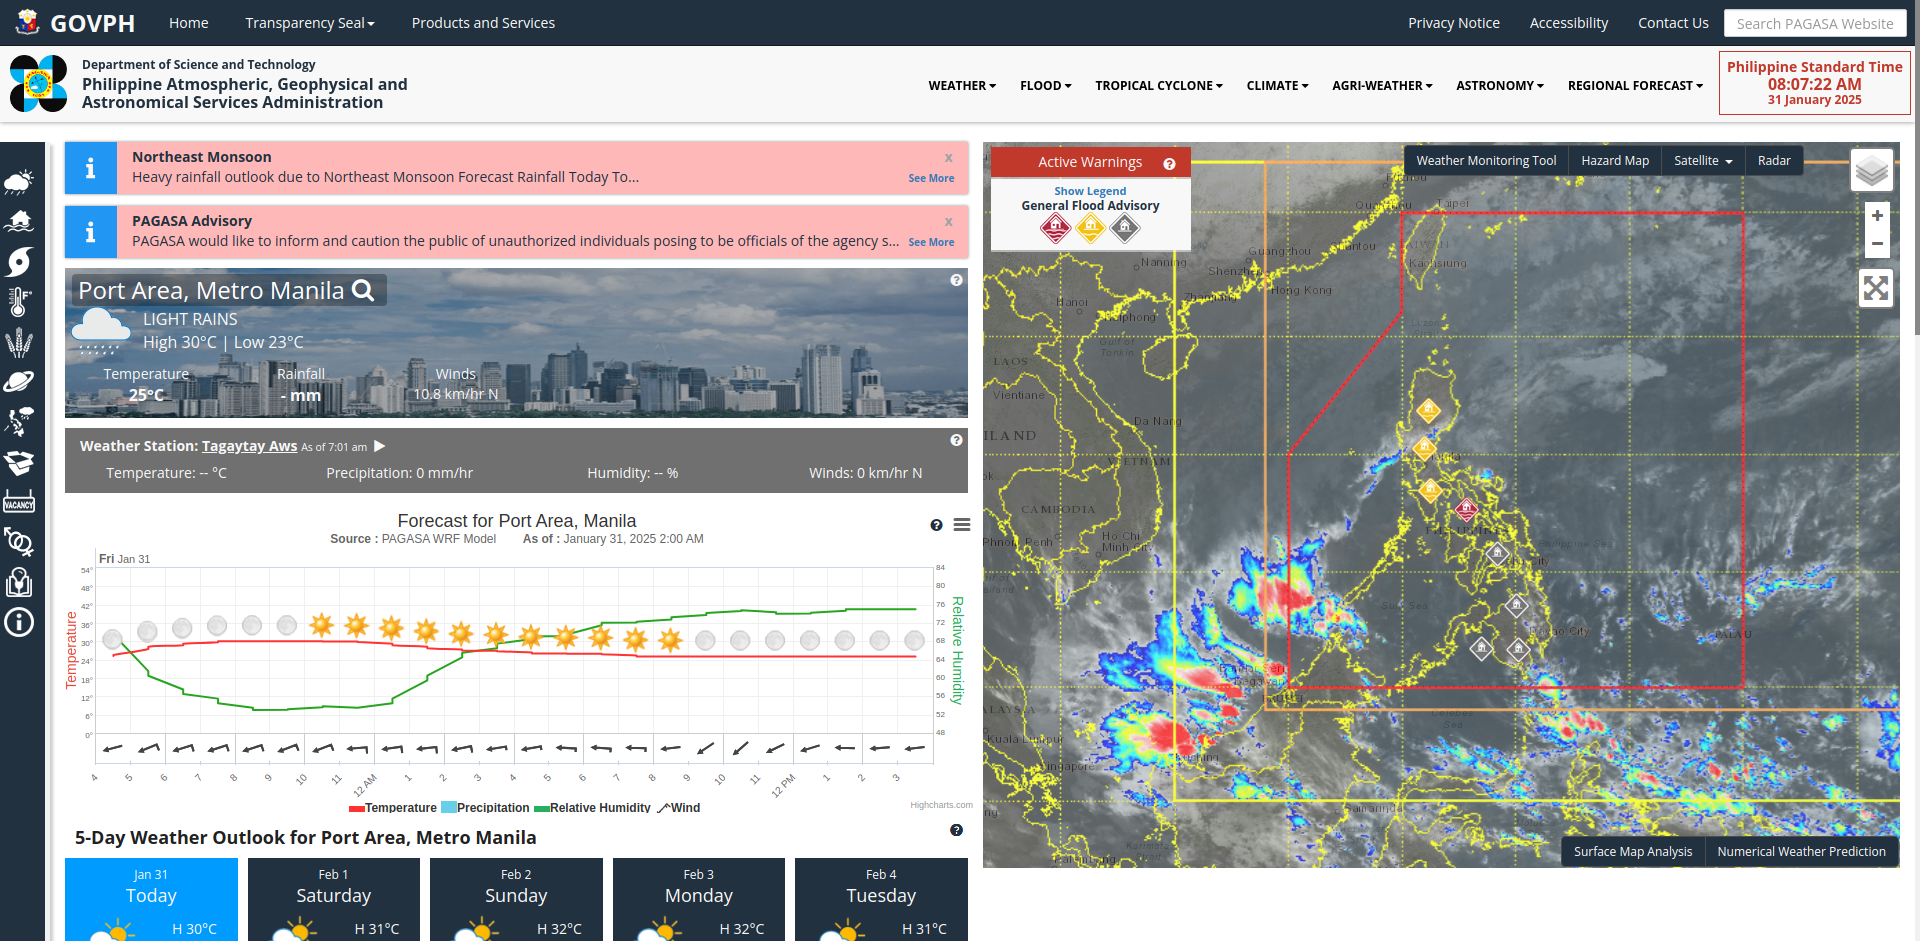 GOVPH
Home
Transparency Seal
Products and Services
Privacy Notice
Accessibility
Contact Us
Search PAGASA Website
Department of Science and Technology
Philippine Atmospheric, Geophysical and
Astronomical Services Administration
WEATHER
FLOOD
TROPICAL CYCLONE
CLIMATE
AGRI-WEATHER
ASTRONOMY
REGIONAL FORECAST
Philippine Standard Time
08:07:22 AM
31 January 2025
Northeast Monsoon
x
Heavy rainfall outlook due to Northeast Monsoon Forecast Rainfall Today To...
See More
PAGASA Advisory
x
PAGASA would like to inform and caution the public of unauthorized individuals posing to be officials of the agency s...
See More
Port Area, Metro Manila
LIGHT RAINS
High 30°C | Low 23°C
Temperature
Rainfall
Winds
25°C
- mm
10.8 km/hr N
Weather Station: Tagaytay Aws As of 7:01 am
Temperature: -- °C
Precipitation: 0 mm/hr
Humidity: -- %
Winds: 0 km/hr N
Forecast for Port Area, Manila
Source : PAGASA WRF Model As of : January 31, 2025 2:00 AM
Fri Jan 31
Temperature
54°
48°
42°
36°
30°
24°
18°
12°
6°
0°
84
80
76
72
68
64
60
56
52
48
Relative Humidity
4 5 6 7 8 9 10 11 12 AM 1 2 3 4 5 6 7 8 9 10 11 12 PM 1 2 3
Temperature Precipitation Relative Humidity Wind
Highcharts.com
5-Day Weather Outlook for Port Area, Metro Manila
Jan 31
Today
H 30°C
Feb 1
Saturday
H 31°C
Feb 2
Sunday
H 32°C
Feb 3
Monday
H 32°C
Feb 4
Tuesday
H 31°C
VACANCY
Active Warnings
Show Legend
General Flood Advisory
Weather Monitoring Tool
Hazard Map
Satellite
Radar
+
−
Taipei
Guangzhou
Kaohsiung
Nanning
Shenzhen
Hong Kong
Hanoi
Gulf of
Tonkin
LAOS
Vientiane
Da Nang
VIETNAM
CAMBODIA
Ho Chi
Minh City
Philippine Sea
PALAU
Kuala Lumpur
Singapore
Celebes
Sea
Samarinda
Surface Map Analysis
Numerical Weather Prediction